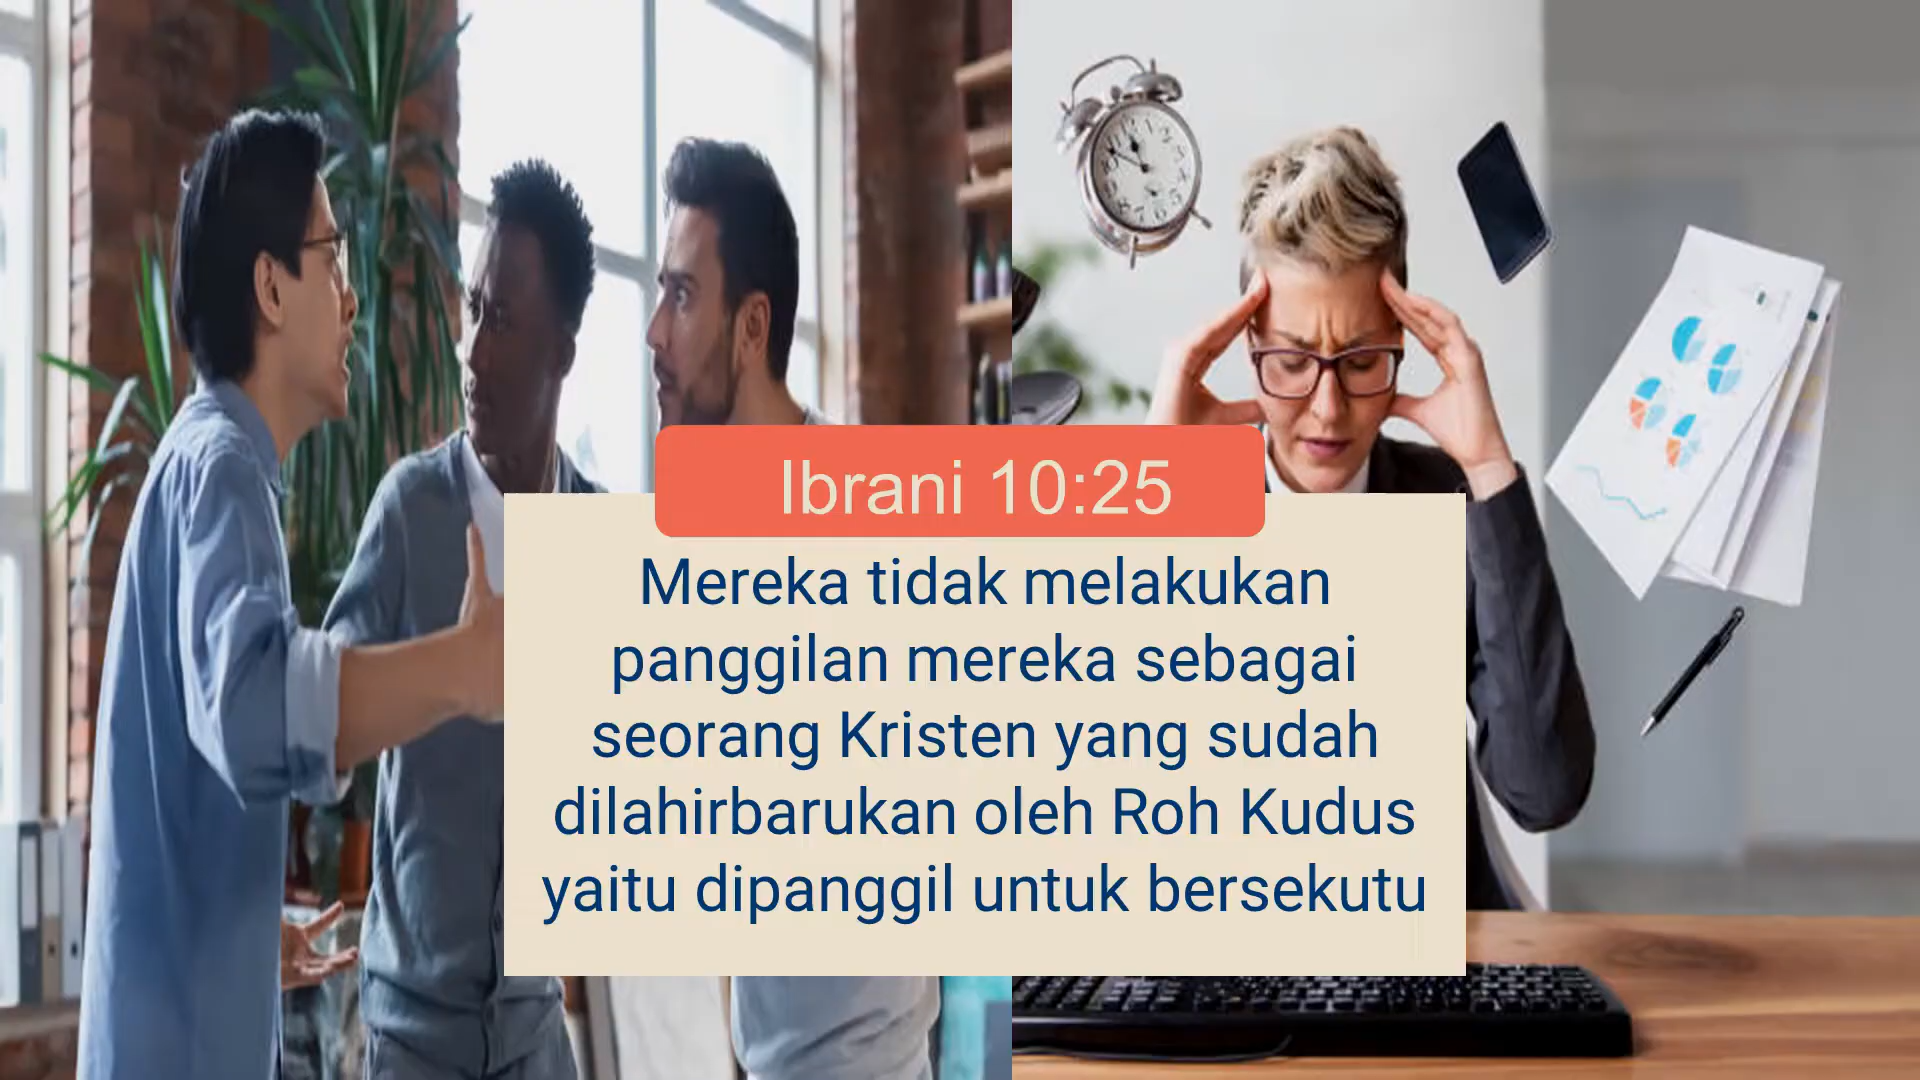 Ibrani 10:25
Mereka tidak melakukan
panggilan mereka sebagai
seorang Kristen yang sudah
dilahirbarukan oleh Roh Kudus
yaitu dipanggil untuk bersekutu